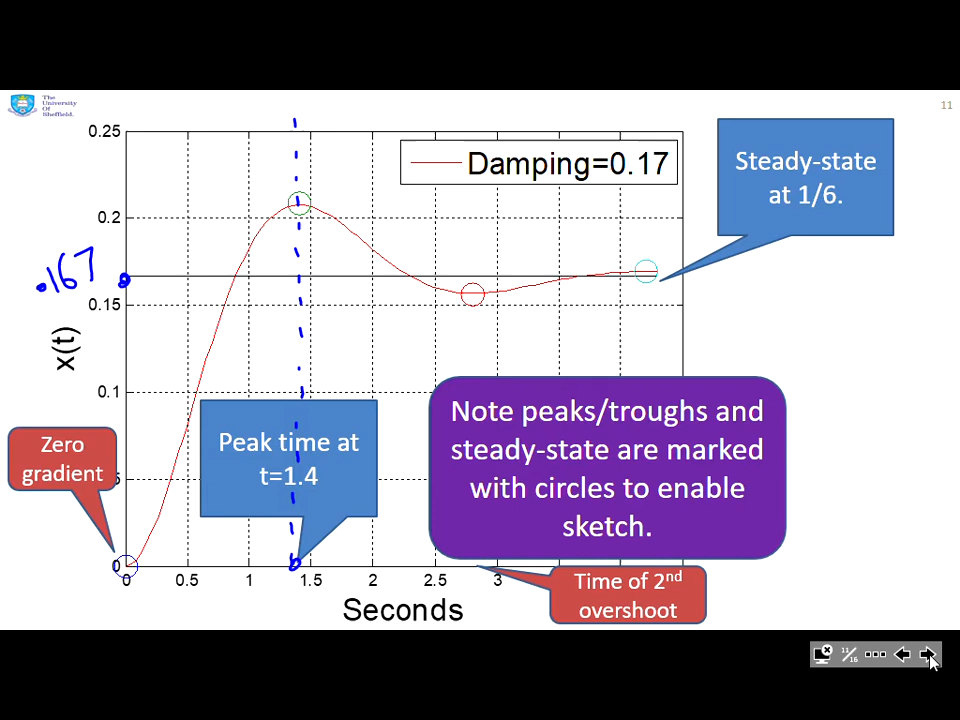 The
University
Of
Sheffield.
11
0.25
Damping=0.17
Steady-state
at 1/6.
0.2
.167
0.15
x(t)
0.1
Note peaks/troughs and
steady-state are marked
with circles to enable
sketch.
Peak time at
t=1.4
Zero
gradient
0
0 0.5 1 1.5 2 2.5 3
Time of 2nd
overshoot
Seconds
11/16